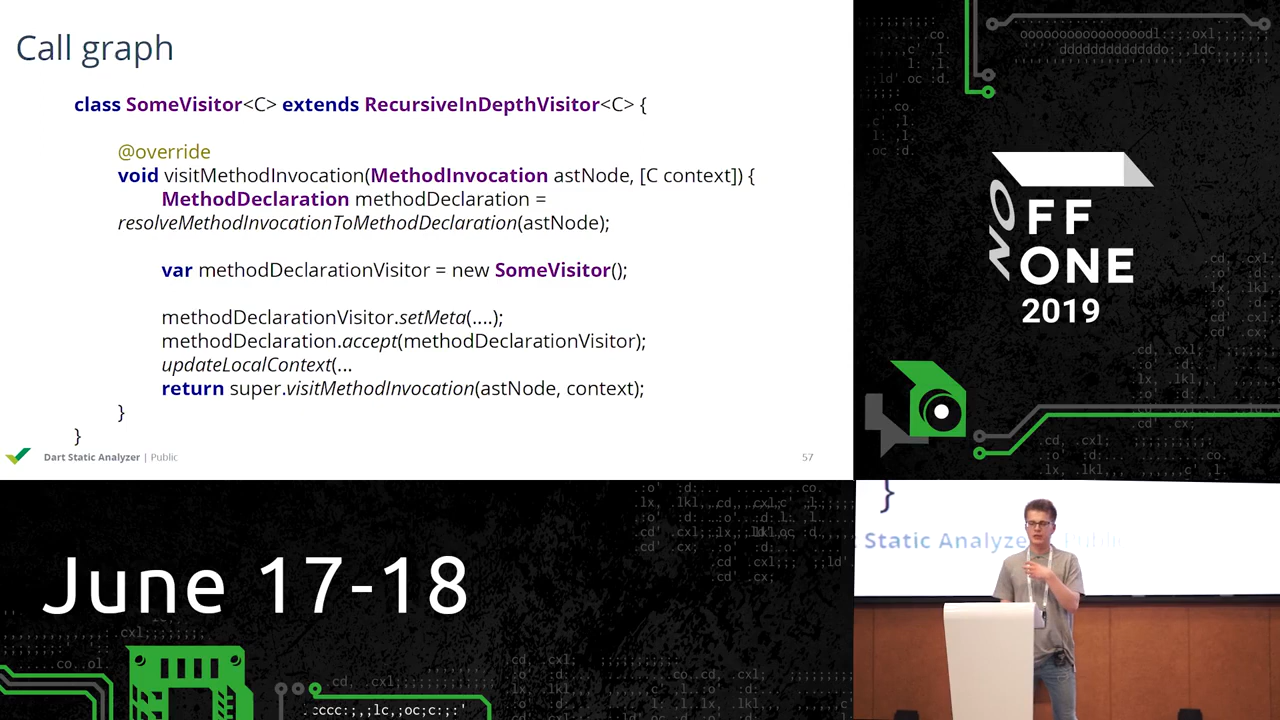 Call graph
class SomeVisitor<C> extends RecursiveInDepthVisitor<C> {
@override
void visitMethodInvocation(MethodInvocation astNode, [C context]) {
MethodDeclaration methodDeclaration =
resolveMethodInvocationToMethodDeclaration(astNode);
var methodDeclarationVisitor = new SomeVisitor();
methodDeclarationVisitor.setMeta(....);
methodDeclaration.accept(methodDeclarationVisitor);
updateLocalContext(...
return super.visitMethodInvocation(astNode, context);
}
}
Dart Static Analyzer | Public
57
NO
FF
ONE
2019
June 17-18
}
Static Analyze